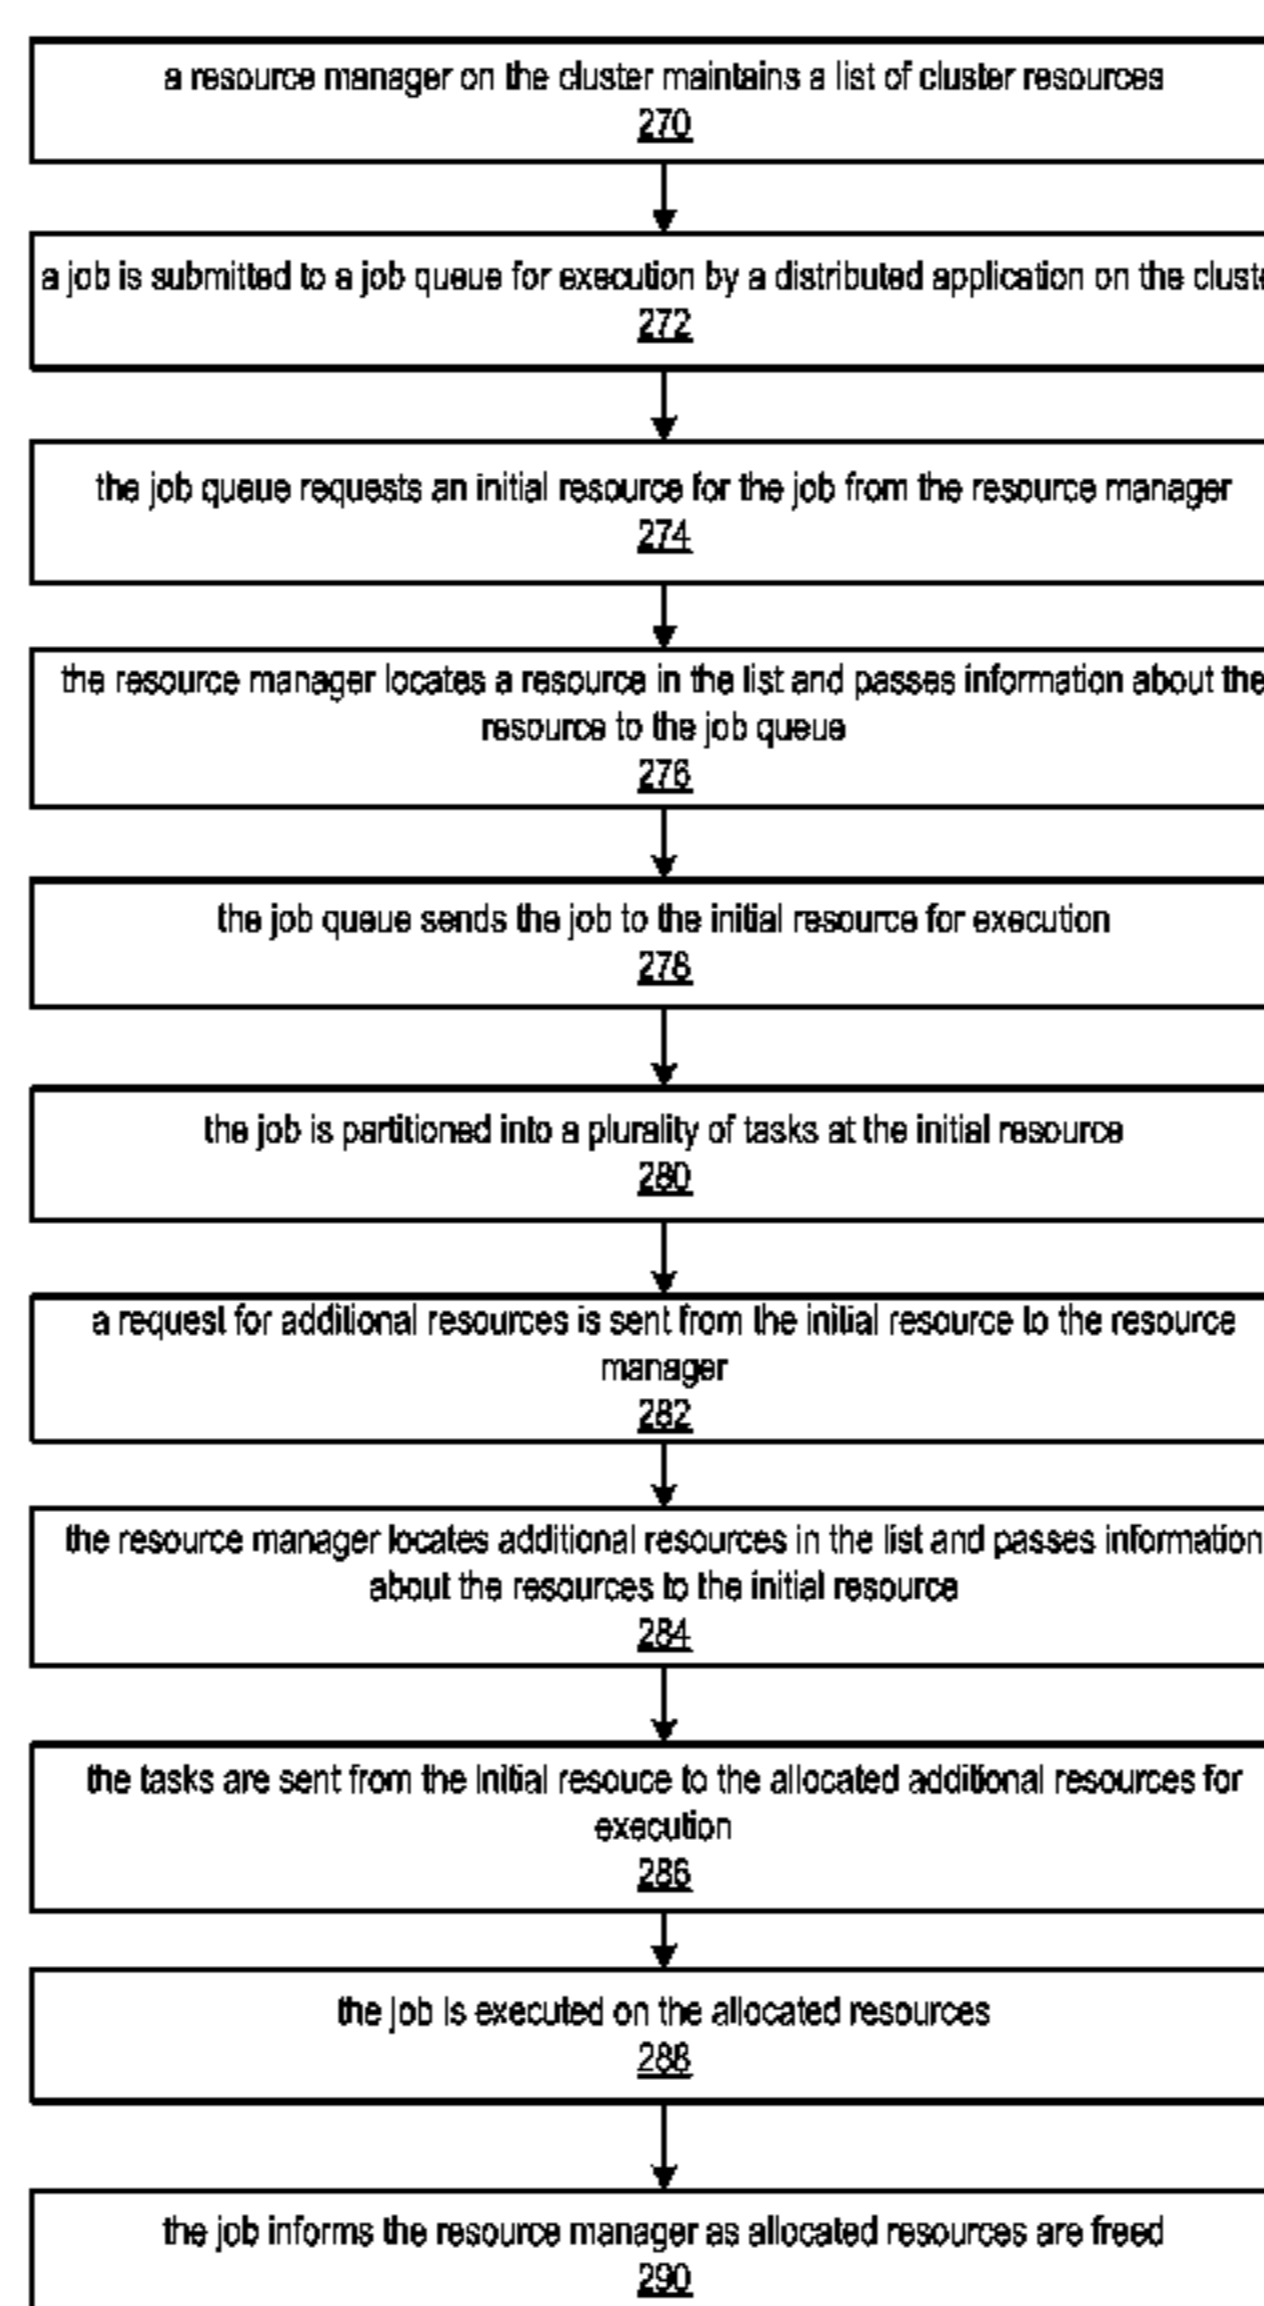 a resource manager on the cluster maintains a list of cluster resources
270
a job is submitted to a job queue for execution by a distributed application on the cluste
272
the job queue requests an initial resource for the job from the resource manager
274
the resource manager locates a resource in the list and passes information about the
resource to the job queue
276
the job queue sends the job to the initial resource for execution
278
the job is partitioned into a plurality of tasks at the initial resource
280
a request for additional resources is sent from the initial resource to the resource
manager
282
the resource manager locates additional resources in the list and passes information
about the resources to the initial resource
284
the tasks are sent from the initial resouce to the allocated additional resources for
execution
286
the job is executed on the allocated resources
288
the job informs the resource manager as allocated resources are freed
290